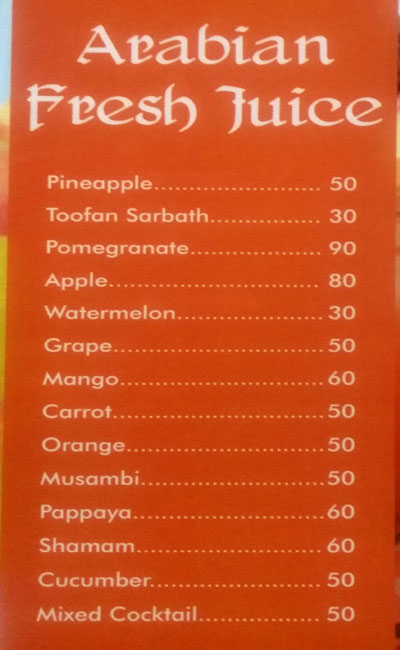 Arabian
Fresh Juice
Pineapple........................ 50
Toofan Sarbath................ 30
Pomegranate................... 90
Apple.............................. 80
Watermelon..................... 30
Grape..............................50
Mango.............................60
Carrot..............................50
Orange............................50
Musambi..........................50
Pappaya...........................60
Shamam.......................... 60
Cucumber........................ 50
Mixed Cocktail................. 50